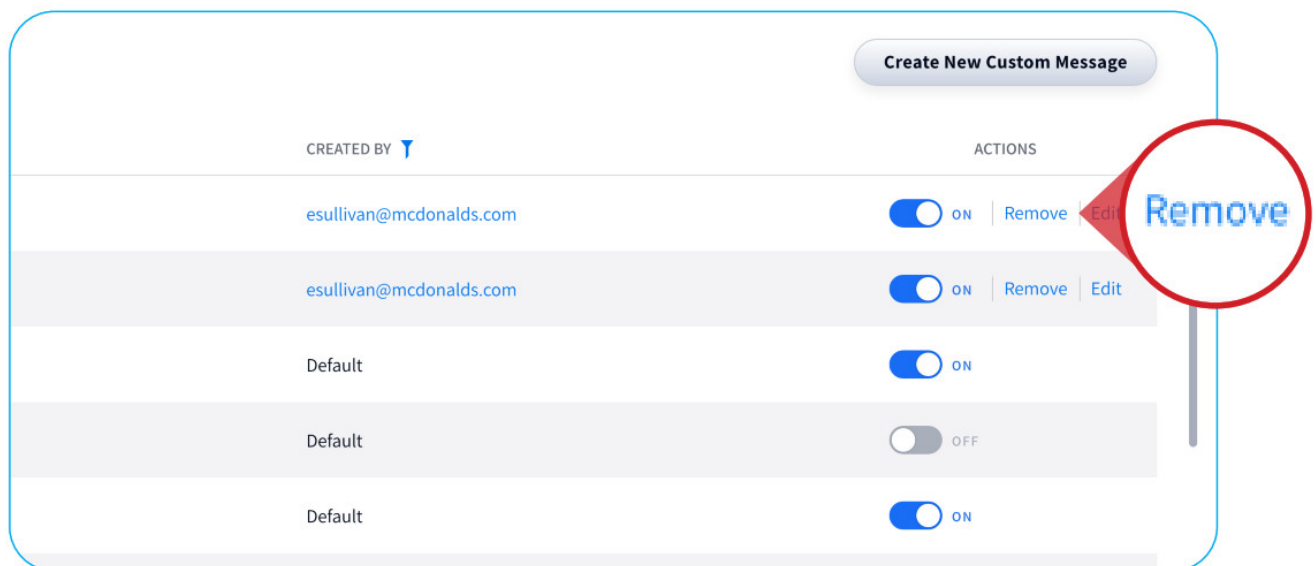 Create New Custom Message
CREATED BY ACTIONS
esullivan@mcdonalds.com ON Remove Edit Remove
esullivan@mcdonalds.com ON Remove Edit
Default ON
Default OFF
Default ON